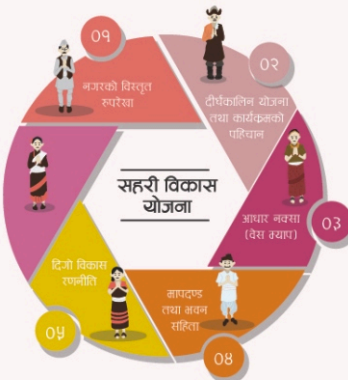 ०१
नगरको विस्तृत
रुपरेखा
०२
दीर्घकालिन योजना
तथा कार्यक्रमको
पहिचान
सहरी विकास
योजना
आधार नक्सा
(वेस म्याप)
०३
मापदण्ड
तथा भवन
संहिता
०४
दिगो विकास
रणनीति
०५